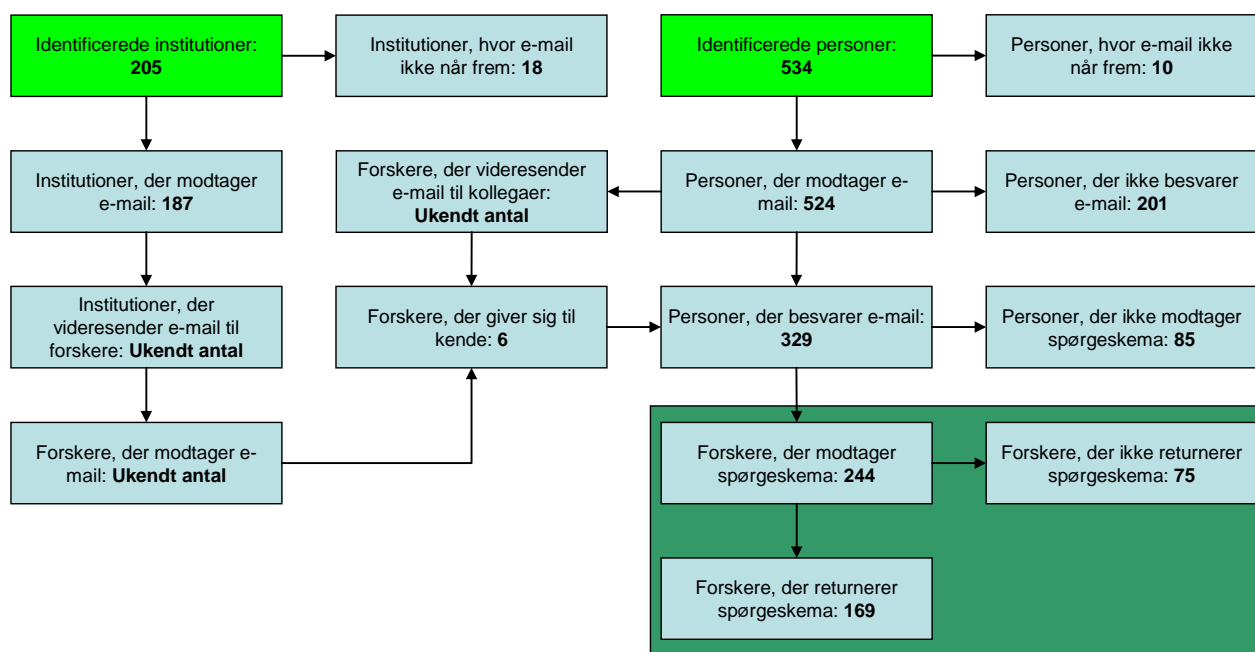 Identificerede institutioner:
205
Institutioner, hvor e-mail
ikke når frem: 18
Identificerede personer:
534
Personer, hvor e-mail ikke
når frem: 10
Institutioner, der modtager
e-mail: 187
Forskere, der videresender
e-mail til kollegaer:
Ukendt antal
Personer, der modtager e-
mail: 524
Personer, der ikke besvarer
e-mail: 201
Institutioner, der
videresender e-mail til
forskere: Ukendt antal
Forskere, der giver sig til
kende: 6
Personer, der besvarer e-mail:
329
Personer, der ikke modtager
spørgeskema: 85
Forskere, der modtager e-
mail: Ukendt antal
Forskere, der modtager
spørgeskema: 244
Forskere, der ikke returnerer
spørgeskema: 75
Forskere, der returnerer
spørgeskema: 169